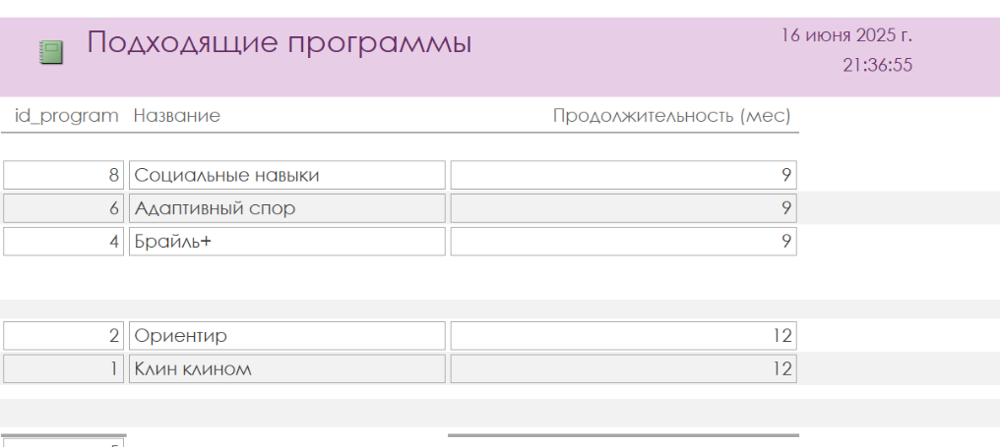 Подходящие программы
16 июня 2025 г.
21:36:55
id_program Название Продолжительность (мес)
8 Социальные навыки 9
6 Адаптивный спор 9
4 Брайль+ 9
2 Ориентир 12
1 Клин клином 12